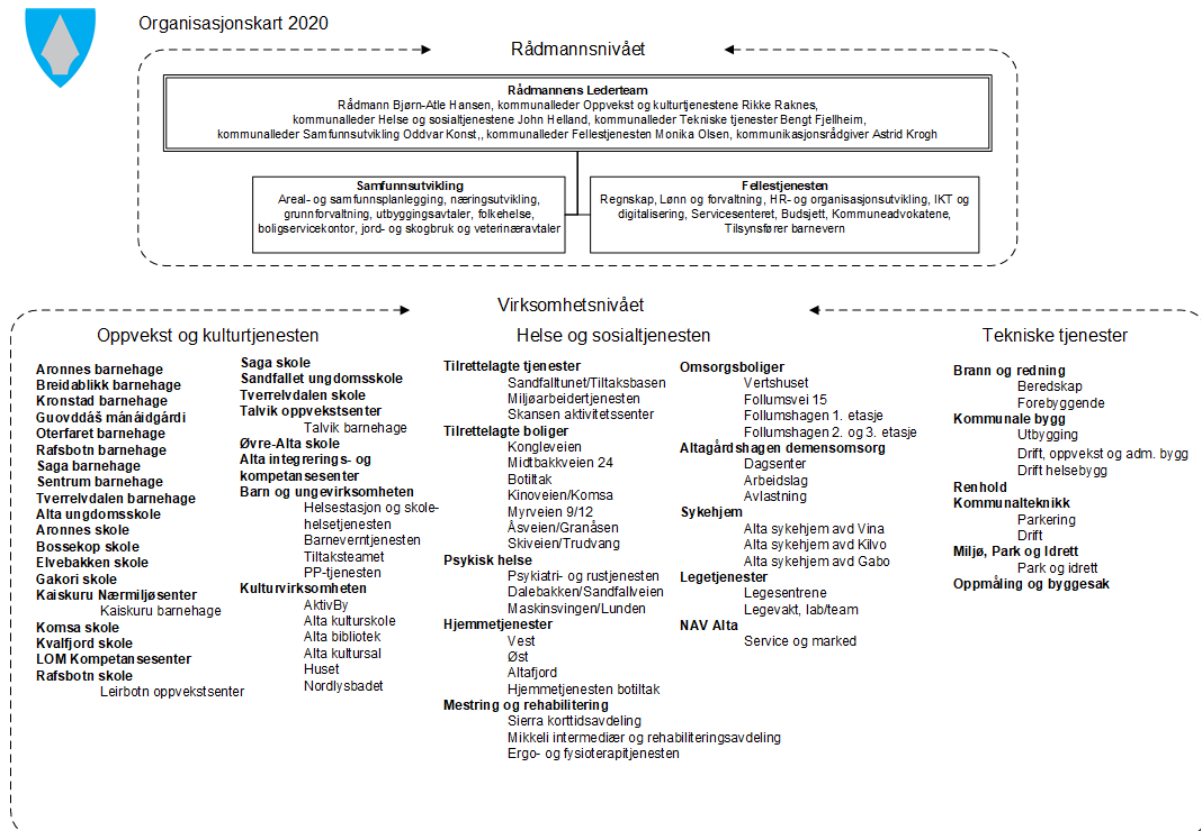 Organisasjonskart 2020
Rådmannsnivået
Rådmannens Lederteam
Rådmann Bjørn-Atle Hansen, kommunalleder Oppvekst og kulturtjenestene Rikke Raknes,
kommunalleder Helse og sosialtjenestene John Helland, kommunalleder Tekniske tjenester Bengt Fjellheim,
kommunalleder Samfunnsutvikling Oddvar Konst,, kommunalleder Fellestjenesten Monika Olsen, kommunikasjonsrådgiver Astrid Krogh
Samfunnsutvikling
Areal- og samfunnsplanlegging, næringsutvikling,
grunnforvaltning, utbyggingsavtaler, folkehelse,
boligservicekontor, jord- og skogbruk og veterinæravtaler
Fellestjenesten
Regnskap, Lønn og forvaltning, HR- og organisasjonsutvikling, IKT og
digitalisering, Servicesenteret, Budsjett, Kommuneadvokatene,
Tilsynsfører barnevern
Virksomhetsnivået
Oppvekst og kulturtjenesten
Aronnes barnehage
Breidablikk barnehage
Kronstad barnehage
Guovddáš mánáidgárdi
Oterfaret barnehage
Rafsbotn barnehage
Saga barnehage
Sentrum barnehage
Tverrelvdalen barnehage
Alta ungdomsskole
Aronnes skole
Bossekop skole
Elvebakken skole
Gakori skole
Kaiskuru Nærmiljøsenter
Kaiskuru barnehage
Komsa skole
Kvalfjord skole
LOM Kompetansesenter
Rafsbotn skole
Leirbotn oppvekstsenter
Saga skole
Sandfallet ungdomsskole
Tverrelvdalen skole
Talvik oppvekstsenter
Talvik barnehage
Øvre-Alta skole
Alta integrerings- og
kompetansesenter
Barn og ungevirksomheten
Helsestasjon og skole-
helsetjenesten
Barneverntjenesten
Tiltaksteamet
PP-tjenesten
Kulturvirksomheten
AktivBy
Alta kulturskole
Alta bibliotek
Alta kultursal
Huset
Nordlysbadet
Helse og sosialtjenesten
Tilrettelagte tjenester
Sandfalltunet/Tiltaksbasen
Miljøarbeidertjenesten
Skansen aktivitetssenter
Tilrettelagte boliger
Kongleveien
Midtbakkveien 24
Botiltak
Kinoveien/Komsa
Myrveien 9/12
Åsveien/Granåsen
Skiveien/Trudvang
Psykisk helse
Psykiatri- og rustjenesten
Dalebakken/Sandfallveien
Maskinsvingen/Lunden
Hjemmetjenester
Vest
Øst
Altafjord
Hjemmetjenesten botiltak
Mestring og rehabilitering
Sierra korttidsavdeling
Mikkeli intermediær og rehabiliteringsavdeling
Ergo- og fysioterapitjenesten
Omsorgsboliger
Vertshuset
Follumsvei 15
Follumshagen 1. etasje
Follumshagen 2. og 3. etasje
Altagårdshagen demensomsorg
Dagsenter
Arbeidslag
Avlastning
Sykehjem
Alta sykehjem avd Vina
Alta sykehjem avd Kilvo
Alta sykehjem avd Gabo
Legetjenester
Legesentrene
Legevakt, lab/team
NAV Alta
Service og marked
Tekniske tjenester
Brann og redning
Beredskap
Forebyggende
Kommunale bygg
Utbygging
Drift, oppvekst og adm. bygg
Drift helsebygg
Renhold
Kommunalteknikk
Parkering
Drift
Miljø, Park og Idrett
Park og idrett
Oppmåling og byggesak